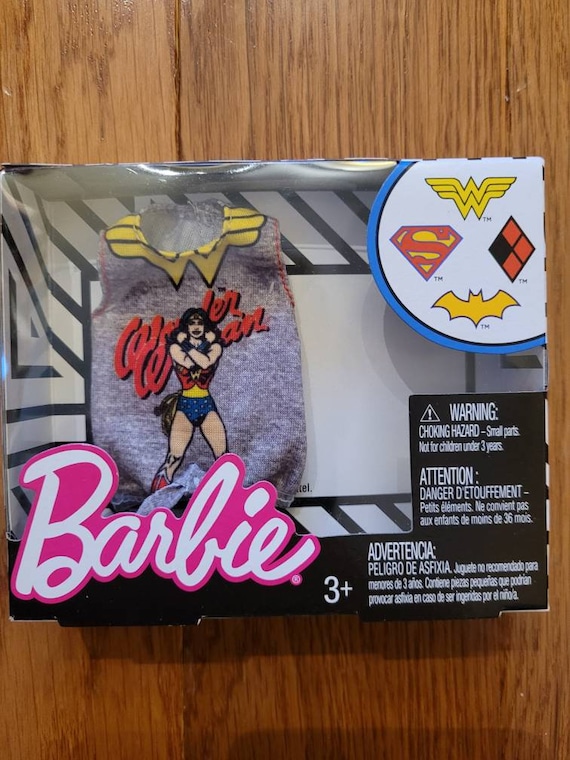 ™
S
™
™
™
™
Wonder
Woman
W
tel.
Barbie®
3+
WARNING:
CHOKING HAZARD – Small parts.
Not for children under 3 years.
ATTENTION :
DANGER D'ÉTOUFFEMENT –
Petits éléments. Ne convient pas
aux enfants de moins de 36 mois.
ADVERTENCIA:
PELIGRO DE ASFIXIA. Juguete no recomendado para
menores de 3 años. Contiene piezas pequeñas que podrían
provocar asfixia en caso de ser ingeridas por el niño/a.